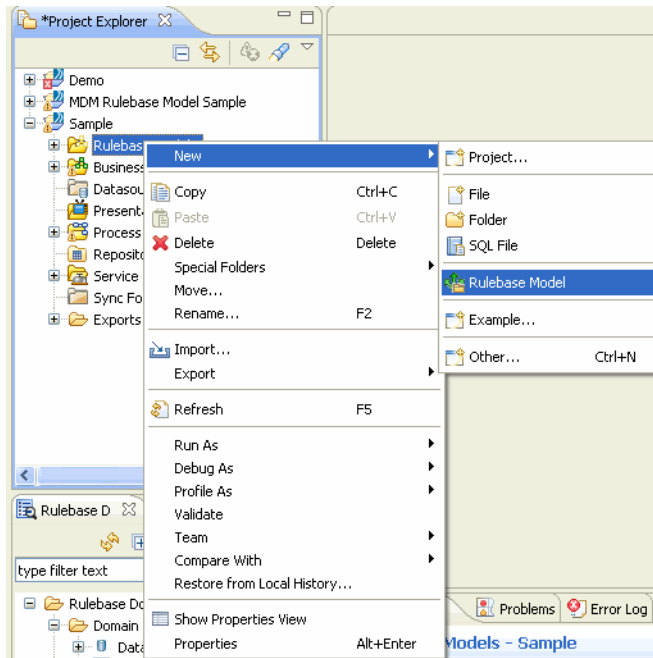 *Project Explorer
Demo
MDM Rulebase Model Sample
Sample
Rulebas
Business
Datasou
Present
Process
Reposito
Service
Sync Fo
Exports
New
Copy Ctrl+C
Paste Ctrl+V
Delete Delete
Special Folders
Move...
Rename... F2
Import...
Export
Refresh F5
Run As
Debug As
Profile As
Validate
Team
Compare With
Restore from Local History...
Show Properties View
Properties Alt+Enter
Project...
File
Folder
SQL File
Rulebase Model
Example...
Other... Ctrl+N
Rulebase D
type filter text
Rulebase Do
Domain
Data
Problems
Error Log
Models - Sample